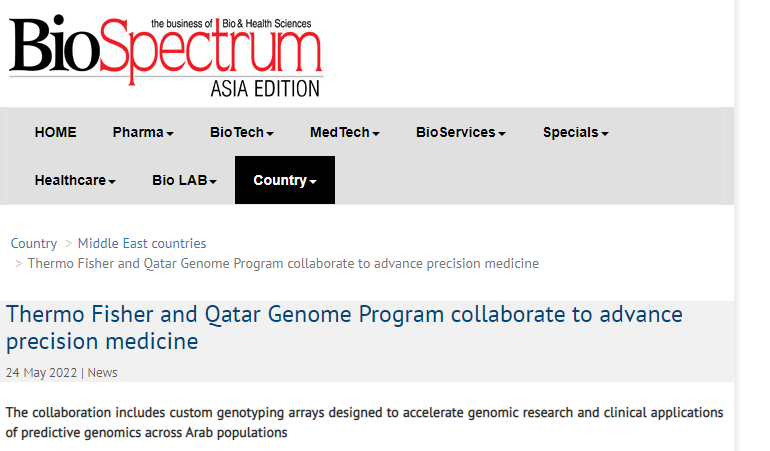 the business of Bio & Health Sciences
BioSpectrum
ASIA EDITION
HOME Pharma BioTech MedTech BioServices Specials
Healthcare Bio LAB Country
Country > Middle East countries
> Thermo Fisher and Qatar Genome Program collaborate to advance precision medicine
Thermo Fisher and Qatar Genome Program collaborate to advance
precision medicine
24 May 2022 | News
The collaboration includes custom genotyping arrays designed to accelerate genomic research and clinical applications
of predictive genomics across Arab populations